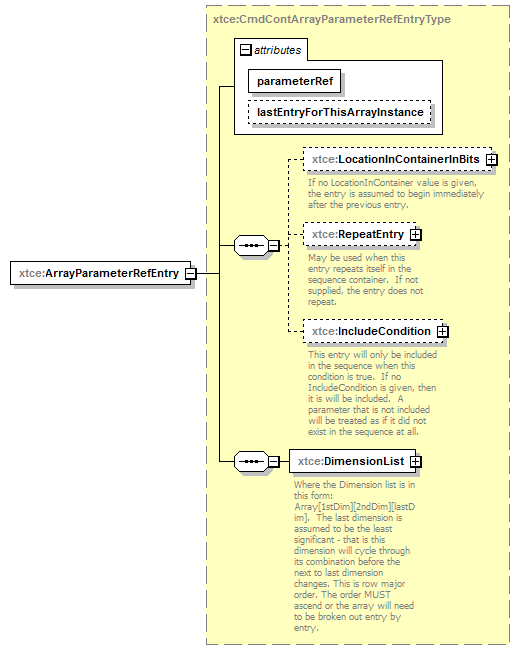 xtce:CmdContArrayParameterRefEntryType
attributes
parameterRef
lastEntryForThisArrayInstance
xtce:LocationInContainerInBits
If no LocationInContainer value is given,
the entry is assumed to begin immediately
after the previous entry.
xtce:RepeatEntry
May be used when this
entry repeats itself in the
sequence container.  If not
supplied, the entry does not
repeat.
xtce:ArrayParameterRefEntry
xtce:IncludeCondition
This entry will only be included
in the sequence when this
condition is true.  If no
IncludeCondition is given, then
it is will be included.  A
parameter that is not included
will be treated as if it did not
exist in the sequence at all.
xtce:DimensionList
Where the Dimension list is in
this form:
Array[1stDim][2ndDim][lastD
im].  The last dimension is
assumed to be the least
significant - that is this
dimension will cycle through
its combination before the
next to last dimension
changes. This is row major
order. The order MUST
ascend or the array will need
to be broken out entry by
entry.